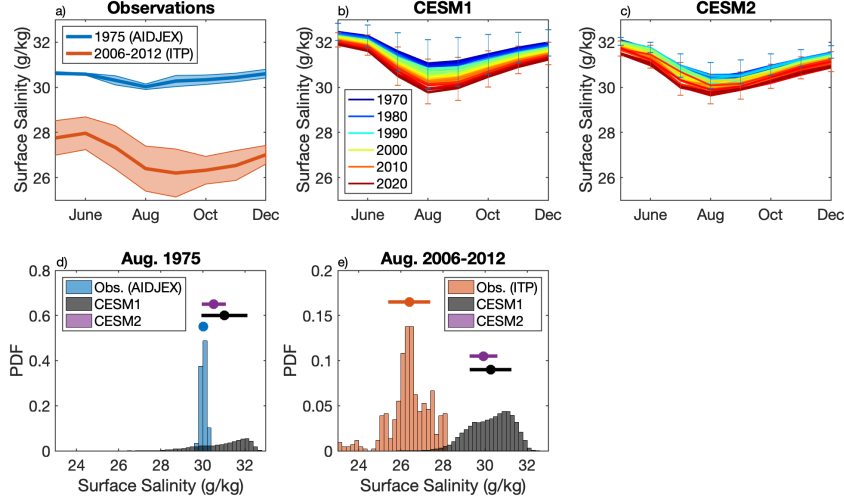 a) Observations
1975 (AIDJEX)
2006-2012 (ITP)
Surface Salinity (g/kg)
32
30
28
26
June Aug Oct Dec
b) CESM1
1970
1980
1990
2000
2010
2020
Surface Salinity (g/kg)
32
30
28
26
June Aug Oct Dec
c) CESM2
Surface Salinity (g/kg)
32
30
28
26
June Aug Oct Dec
d) Aug. 1975
Obs. (AIDJEX)
CESM1
CESM2
PDF
0.8
0.6
0.4
0.2
0
24 26 28 30 32
Surface Salinity (g/kg)
e) Aug. 2006-2012
Obs. (ITP)
CESM1
CESM2
PDF
0.2
0.15
0.1
0.05
0
24 26 28 30 32
Surface Salinity (g/kg)